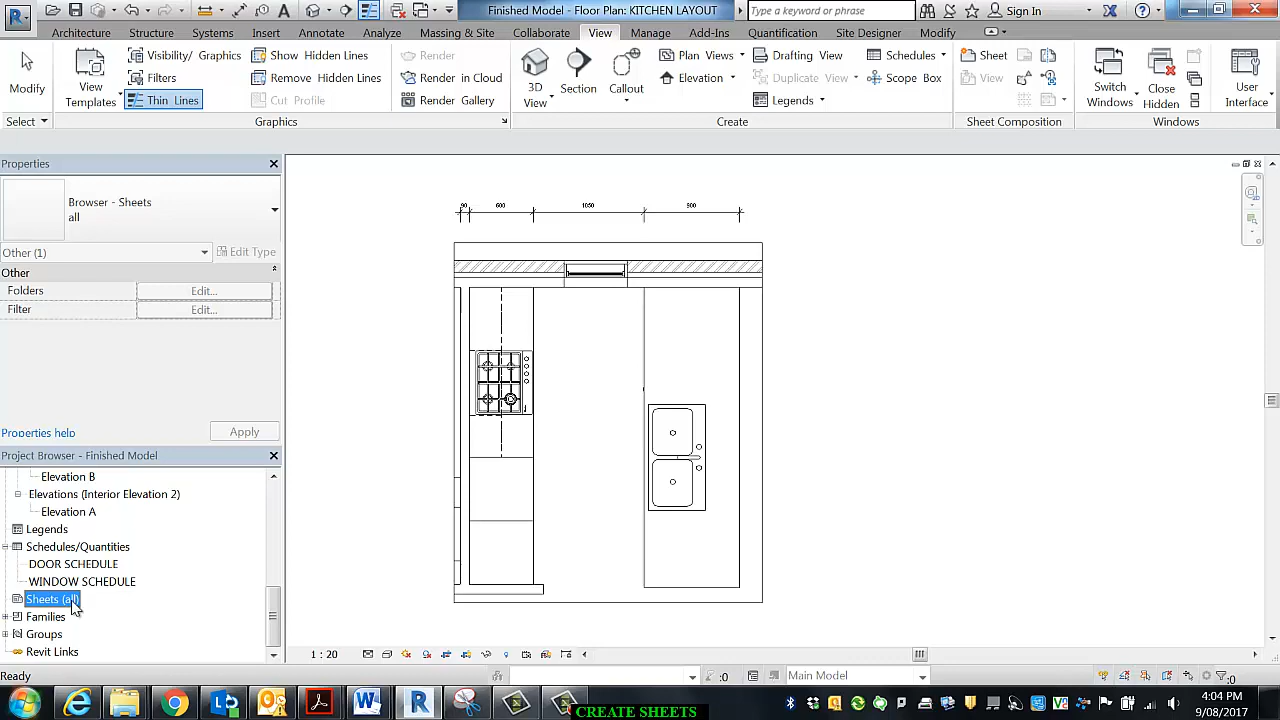 Finished Model - Floor Plan: KITCHEN LAYOUT
Type a keyword or phrase
Sign In
Architecture Structure Systems Insert Annotate Analyze Massing & Site Collaborate View Manage Add-Ins Quantification Site Designer Modify
Modify
Select
View Templates
Visibility/ Graphics
Filters
Thin Lines
Show Hidden Lines
Remove Hidden Lines
Cut Profile
Render
Render in Cloud
Render Gallery
Graphics
3D View
Section
Callout
Plan Views
Elevation
Drafting View
Duplicate View
Legends
Schedules
Scope Box
Create
Sheet
View
Sheet Composition
Switch Windows
Close Hidden
User Interface
Windows
Properties
Browser - Sheets
all
Other (1)
Edit Type
Other
Folders
Edit...
Filter
Edit...
Properties help
Apply
Project Browser - Finished Model
Elevation B
Elevations (Interior Elevation 2)
Elevation A
Legends
Schedules/Quantities
DOOR SCHEDULE
WINDOW SCHEDULE
Sheets (all)
Families
Groups
Revit Links
600
1050
900
1 : 20
Ready
:0
Main Model
:0
4:04 PM
9/08/2017
CREATE SHEETS